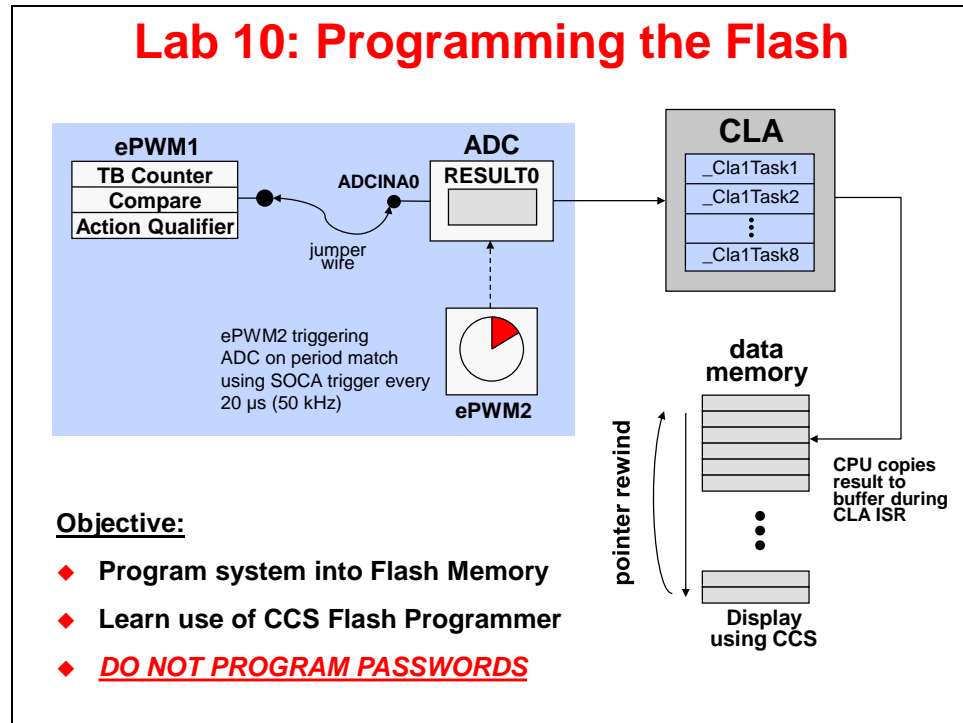 Lab 10: Programming the Flash
ePWM1
TB Counter
Compare
Action Qualifier
jumper
wife
ADCINA0
ADC
RESULT0
ePWM2 triggering
ADC on period match
using SOCA trigger every
20 µs (50 kHz)
ePWM2
CLA
_Cla1Task1
_Cla1Task2
_Cla1Task8
data
memory
pointer rewind
CPU copies
result to
buffer during
CLA ISR
Display
using CCS
Objective:
Program system into Flash Memory
Learn use of CCS Flash Programmer
DO NOT PROGRAM PASSWORDS